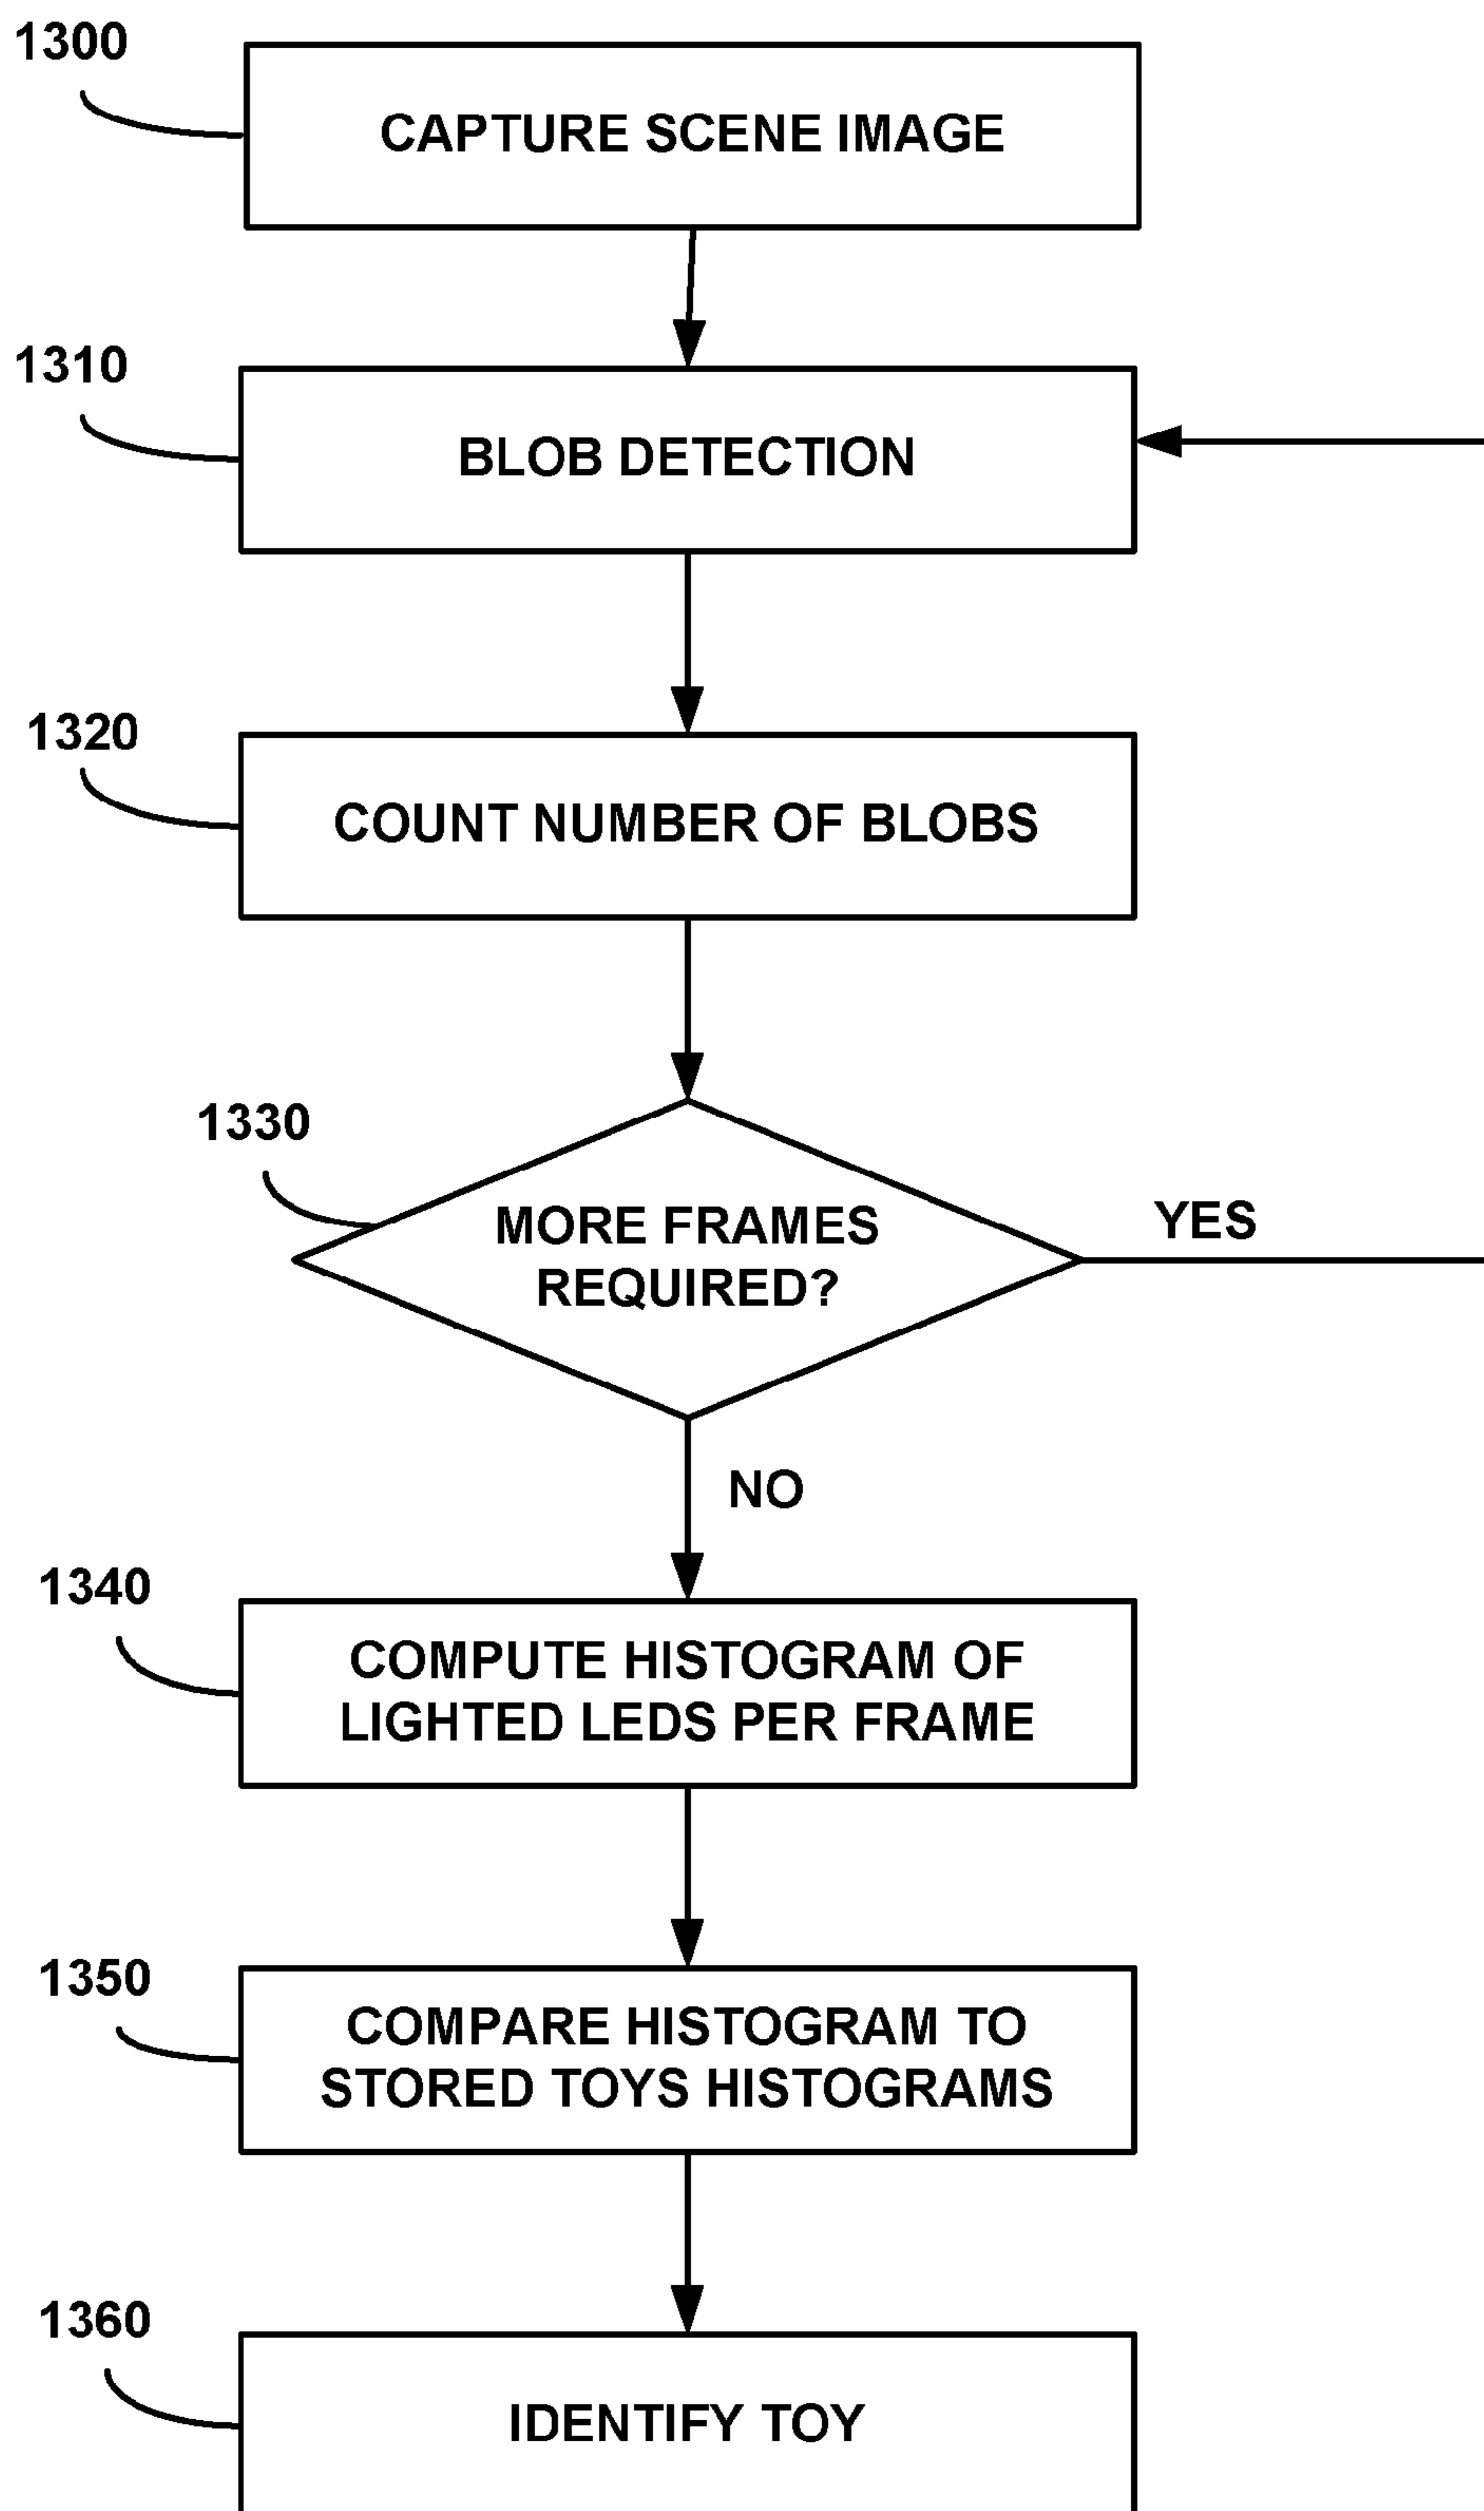 1300
CAPTURE SCENE IMAGE
1310
BLOB DETECTION
1320
COUNT NUMBER OF BLOBS
1330
MORE FRAMES
REQUIRED?
YES
NO
1340
COMPUTE HISTOGRAM OF
LIGHTED LEDS PER FRAME
1350
COMPARE HISTOGRAM TO
STORED TOYS HISTOGRAMS
1360
IDENTIFY TOY